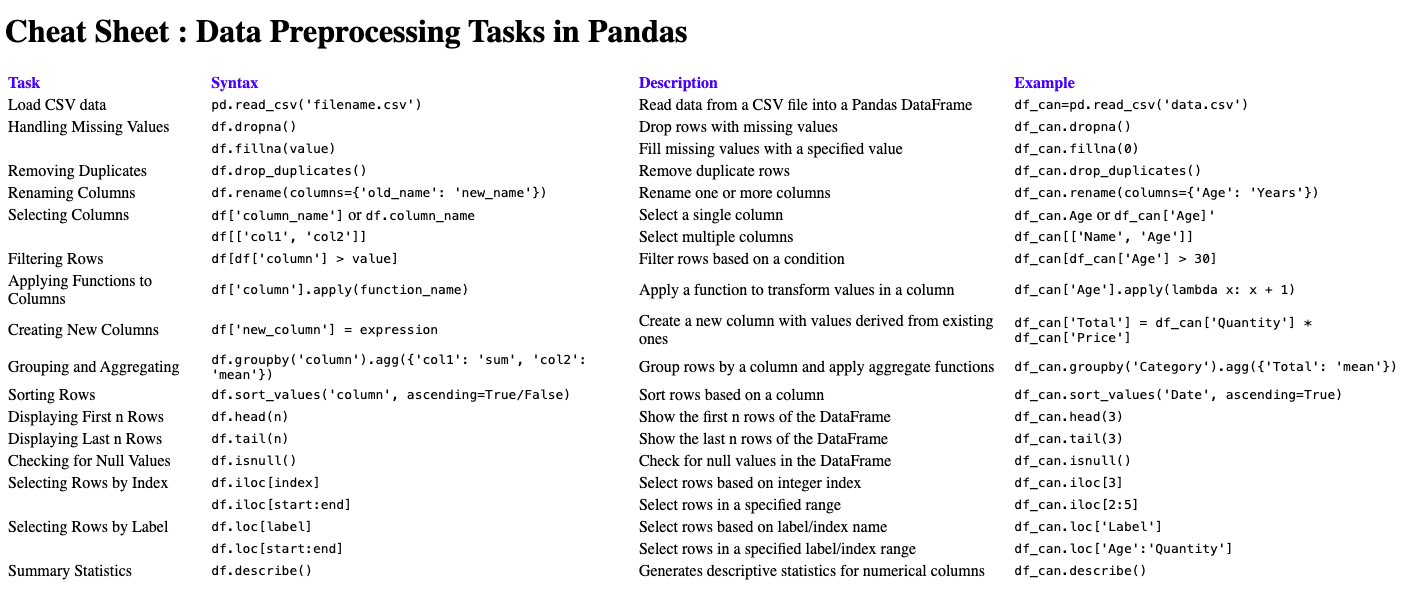 Cheat Sheet : Data Preprocessing Tasks in Pandas
Task Syntax Description Example
Load CSV data pd.read_csv('filename.csv') Read data from a CSV file into a Pandas DataFrame df_can=pd.read_csv('data.csv')
Handling Missing Values df.dropna() Drop rows with missing values df_can.dropna()
df.fillna(value) Fill missing values with a specified value df_can.fillna(0)
Removing Duplicates df.drop_duplicates() Remove duplicate rows df_can.drop_duplicates()
Renaming Columns df.rename(columns={'old_name': 'new_name'}) Rename one or more columns df_can.rename(columns={'Age': 'Years'})
Selecting Columns df['column_name'] or df.column_name Select a single column df_can.Age or df_can['Age]'
df[['col1', 'col2']] Select multiple columns df_can[['Name', 'Age']]
Filtering Rows df[df['column'] > value] Filter rows based on a condition df_can[df_can['Age'] > 30]
Applying Functions to
Columns df['column'].apply(function_name) Apply a function to transform values in a column df_can['Age'].apply(lambda x: x + 1)
Creating New Columns df['new_column'] = expression Create a new column with values derived from existing
ones df_can['Total'] = df_can['Quantity'] *
df_can['Price']
Grouping and Aggregating df.groupby('column').agg({'col1': 'sum', 'col2':
'mean'}) Group rows by a column and apply aggregate functions df_can.groupby('Category').agg({'Total': 'mean'})
Sorting Rows df.sort_values('column', ascending=True/False) Sort rows based on a column df_can.sort_values('Date', ascending=True)
Displaying First n Rows df.head(n) Show the first n rows of the DataFrame df_can.head(3)
Displaying Last n Rows df.tail(n) Show the last n rows of the DataFrame df_can.tail(3)
Checking for Null Values df.isnull() Check for null values in the DataFrame df_can.isnull()
Selecting Rows by Index df.iloc[index] Select rows based on integer index df_can.iloc[3]
df.iloc[start:end] Select rows in a specified range df_can.iloc[2:5]
Selecting Rows by Label df.loc[label] Select rows based on label/index name df_can.loc['Label']
df.loc[start:end] Select rows in a specified label/index range df_can.loc['Age':'Quantity']
Summary Statistics df.describe() Generates descriptive statistics for numerical columns df_can.describe()